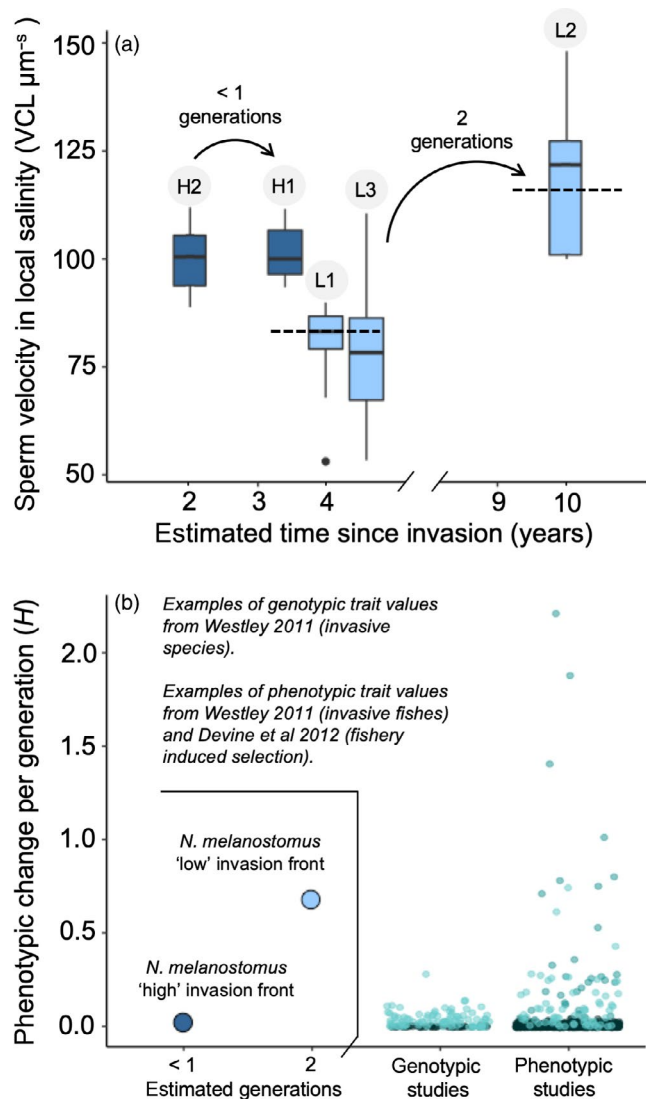 (a)
Sperm velocity in local salinity (VCL µm⁻ˢ)
150
125
100
75
50
H2
< 1
generations
H1
L1
L3
2
generations
L2
2
3
4
9
10
Estimated time since invasion (years)
(b)
Phenotypic change per generation (H)
2.0
1.5
1.0
0.5
0.0
Examples of genotypic trait values
from Westley 2011 (invasive
species).
Examples of phenotypic trait values
from Westley 2011 (invasive fishes)
and Devine et al 2012 (fishery
induced selection).
N. melanostomus
'low' invasion front
N. melanostomus
'high' invasion front
< 1
2
Estimated generations
Genotypic
studies
Phenotypic
studies